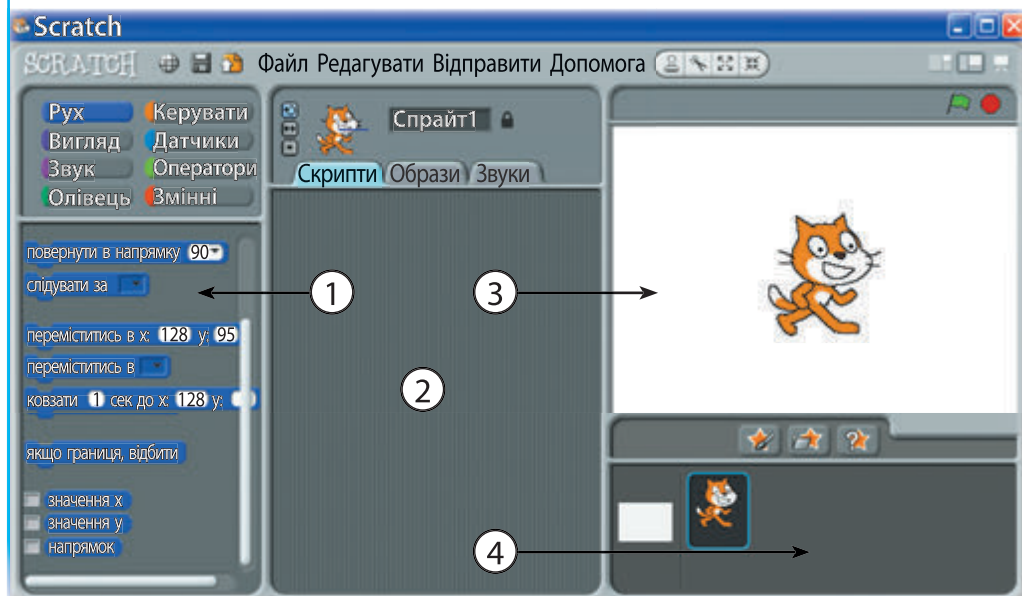 Scratch
SCRATCH Файл Редагувати Відправити Допомога
Рух Керувати
Вигляд Датчики
Звук Оператори
Олівець Змінні
Спрайт1
Скрипти Образи Звуки
повернути в напрямку 90
слідувати за
переміститись в x: 128 y: 95
переміститись в
ковзати 1 сек до x: 128 y:
якщо границя, відбити
значення x
значення y
напрямок
1
3
2
4